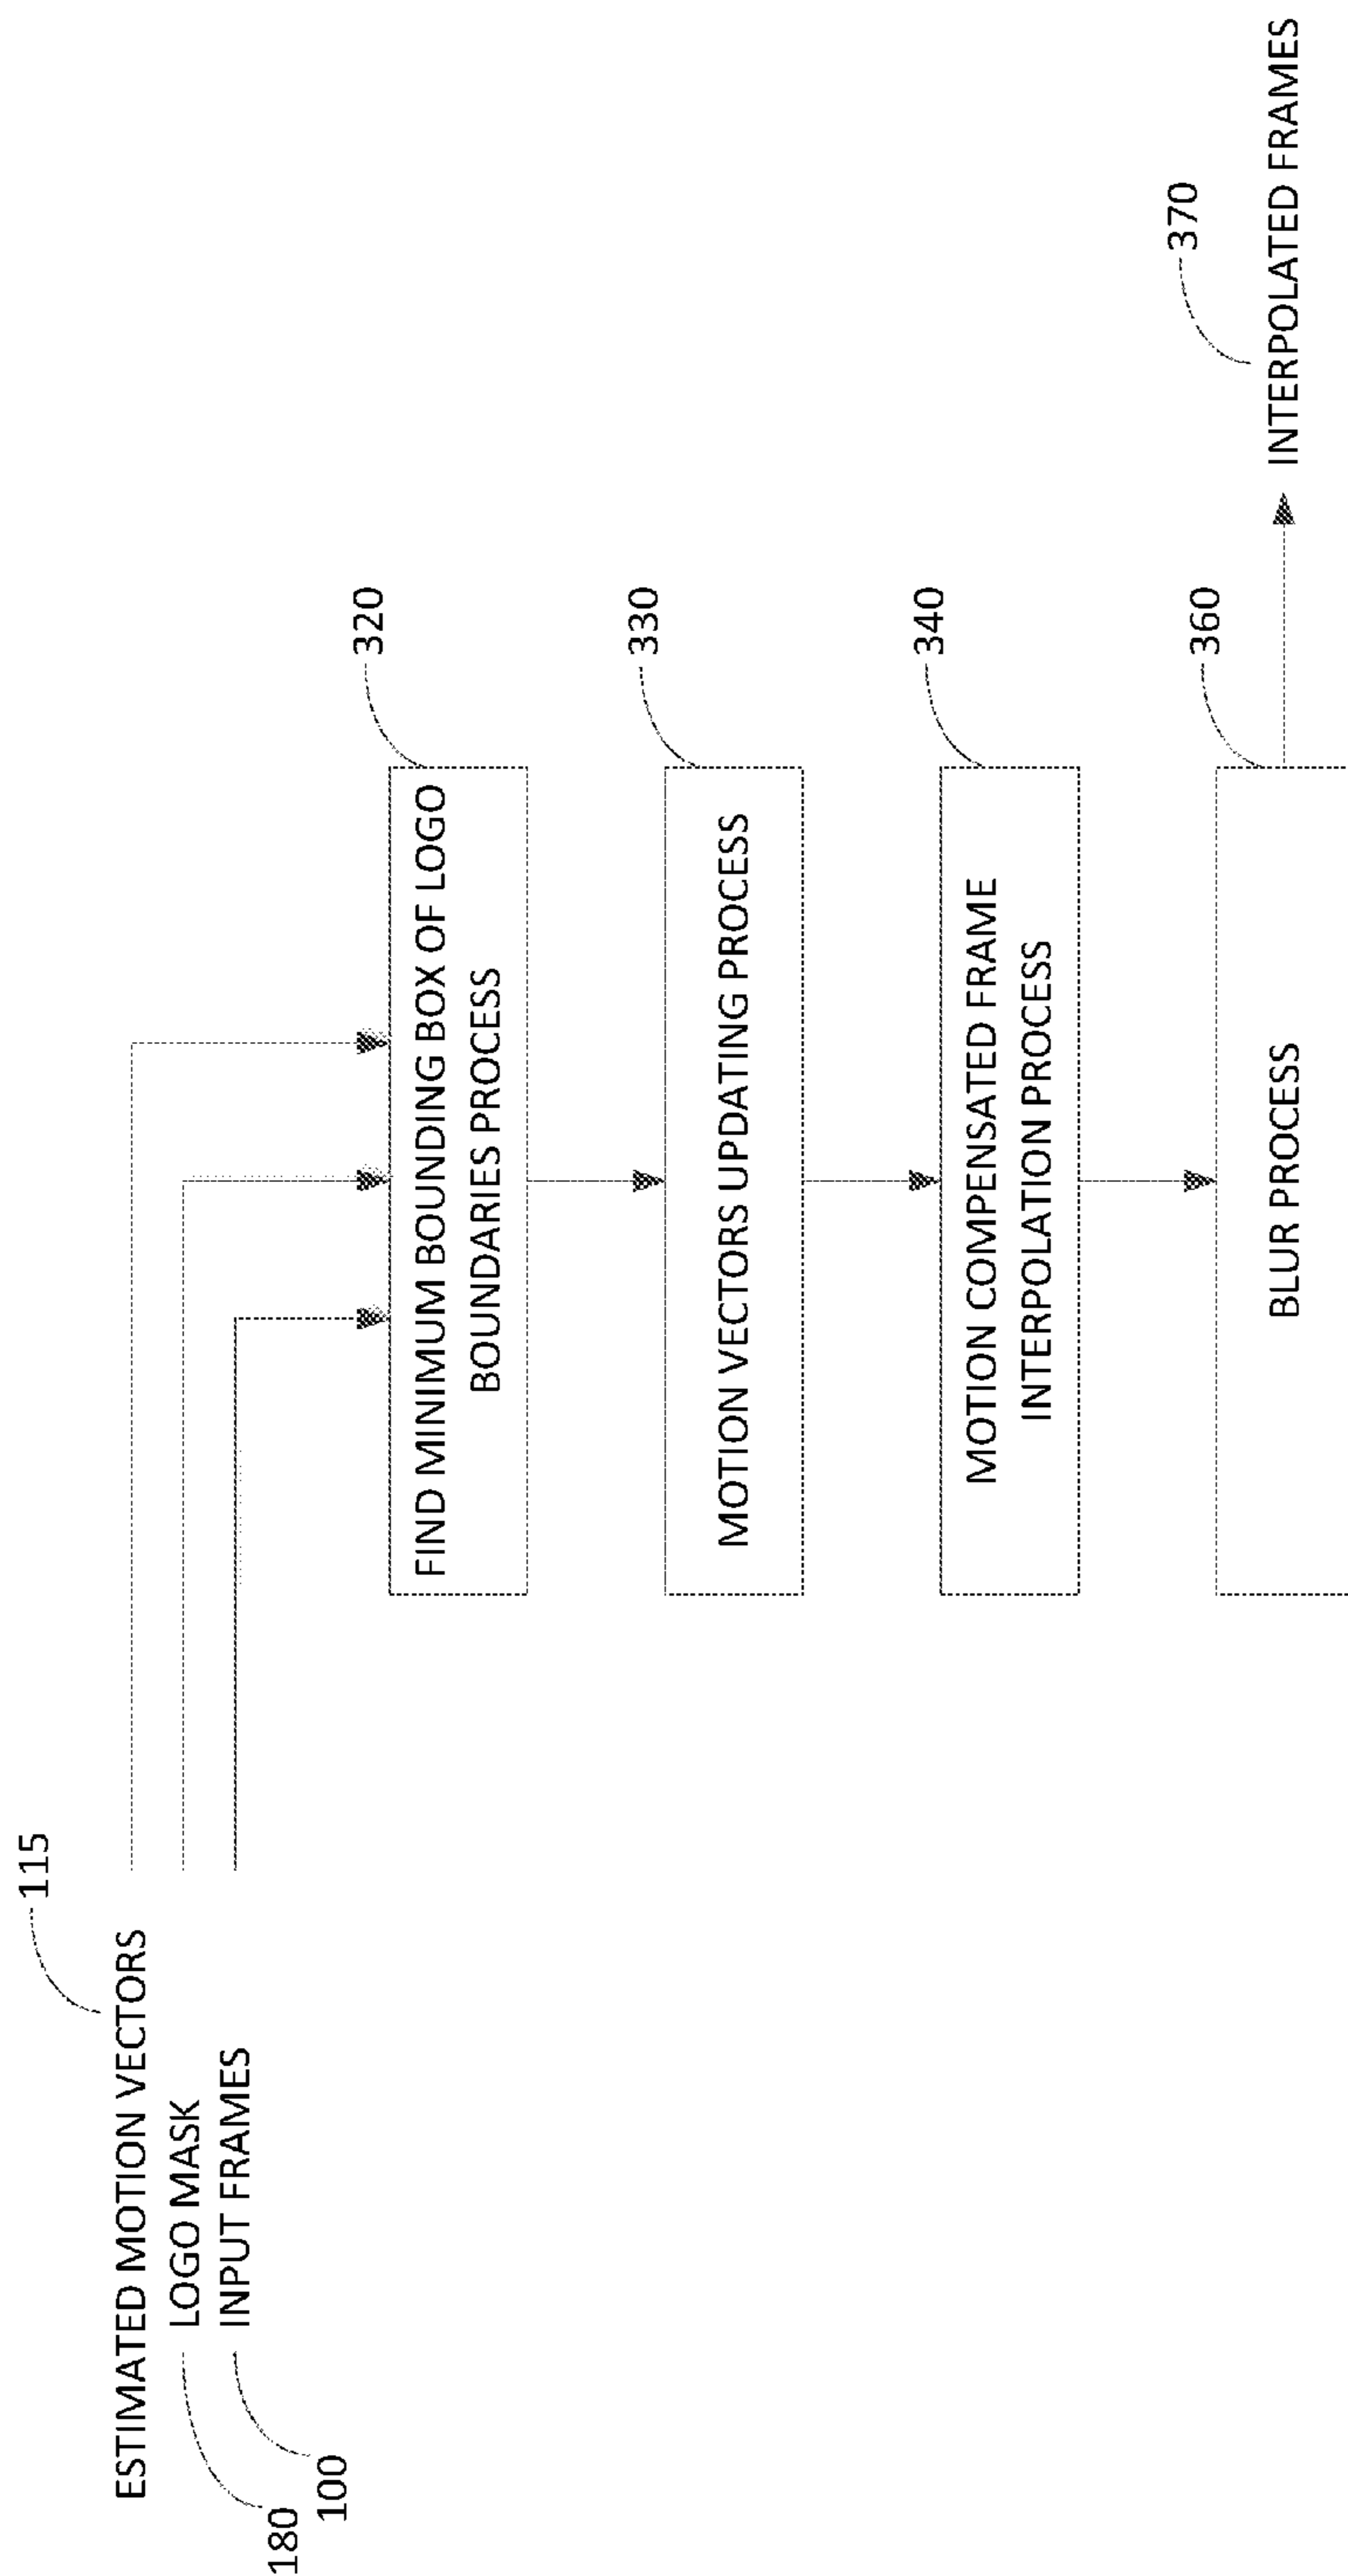 115
ESTIMATED MOTION VECTORS
LOGO MASK
INPUT FRAMES
180
100
320
FIND MINIMUM BOUNDING BOX OF LOGO
BOUNDARIES PROCESS
330
MOTION VECTORS UPDATING PROCESS
340
MOTION COMPENSATED FRAME
INTERPOLATION PROCESS
360
BLUR PROCESS
370
INTERPOLATED FRAMES